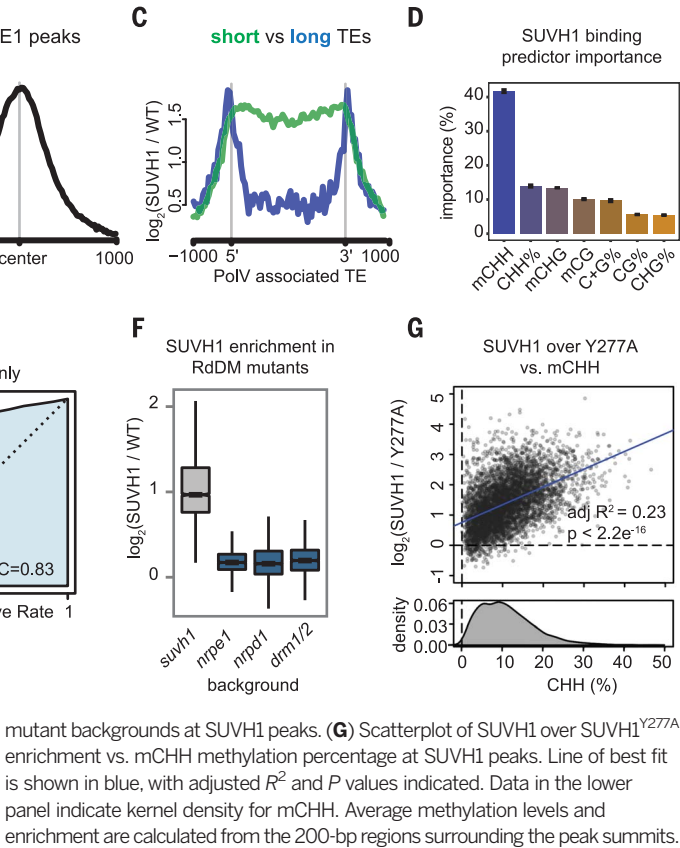 E1 peaks
center
1000
C
short vs long TEs
log2(SUVH1 / WT)
1.5
1.0
0.5
−1000 5' 3' 1000
PolV associated TE
D
SUVH1 binding
predictor importance
importance (%)
40
30
20
10
0
mCHH
CHH%
mCHG
mCG
C+G%
CG%
CHG%
nly
C=0.83
ve Rate 1
F
SUVH1 enrichment in
RdDM mutants
log2(SUVH1 / WT)
2
1
0
suvh1
nrpe1
nrpd1
drm1/2
background
G
SUVH1 over Y277A
vs. mCHH
log2(SUVH1 / Y277A)
5
4
3
2
1
0
-1
adj R² = 0.23
p < 2.2e⁻¹⁶
density
0.06
0.03
0.00
0 10 20 30 40 50
CHH (%)
mutant backgrounds at SUVH1 peaks. (G) Scatterplot of SUVH1 over SUVH1^Y277A
enrichment vs. mCHH methylation percentage at SUVH1 peaks. Line of best fit
is shown in blue, with adjusted R² and P values indicated. Data in the lower
panel indicate kernel density for mCHH. Average methylation levels and
enrichment are calculated from the 200-bp regions surrounding the peak summits.